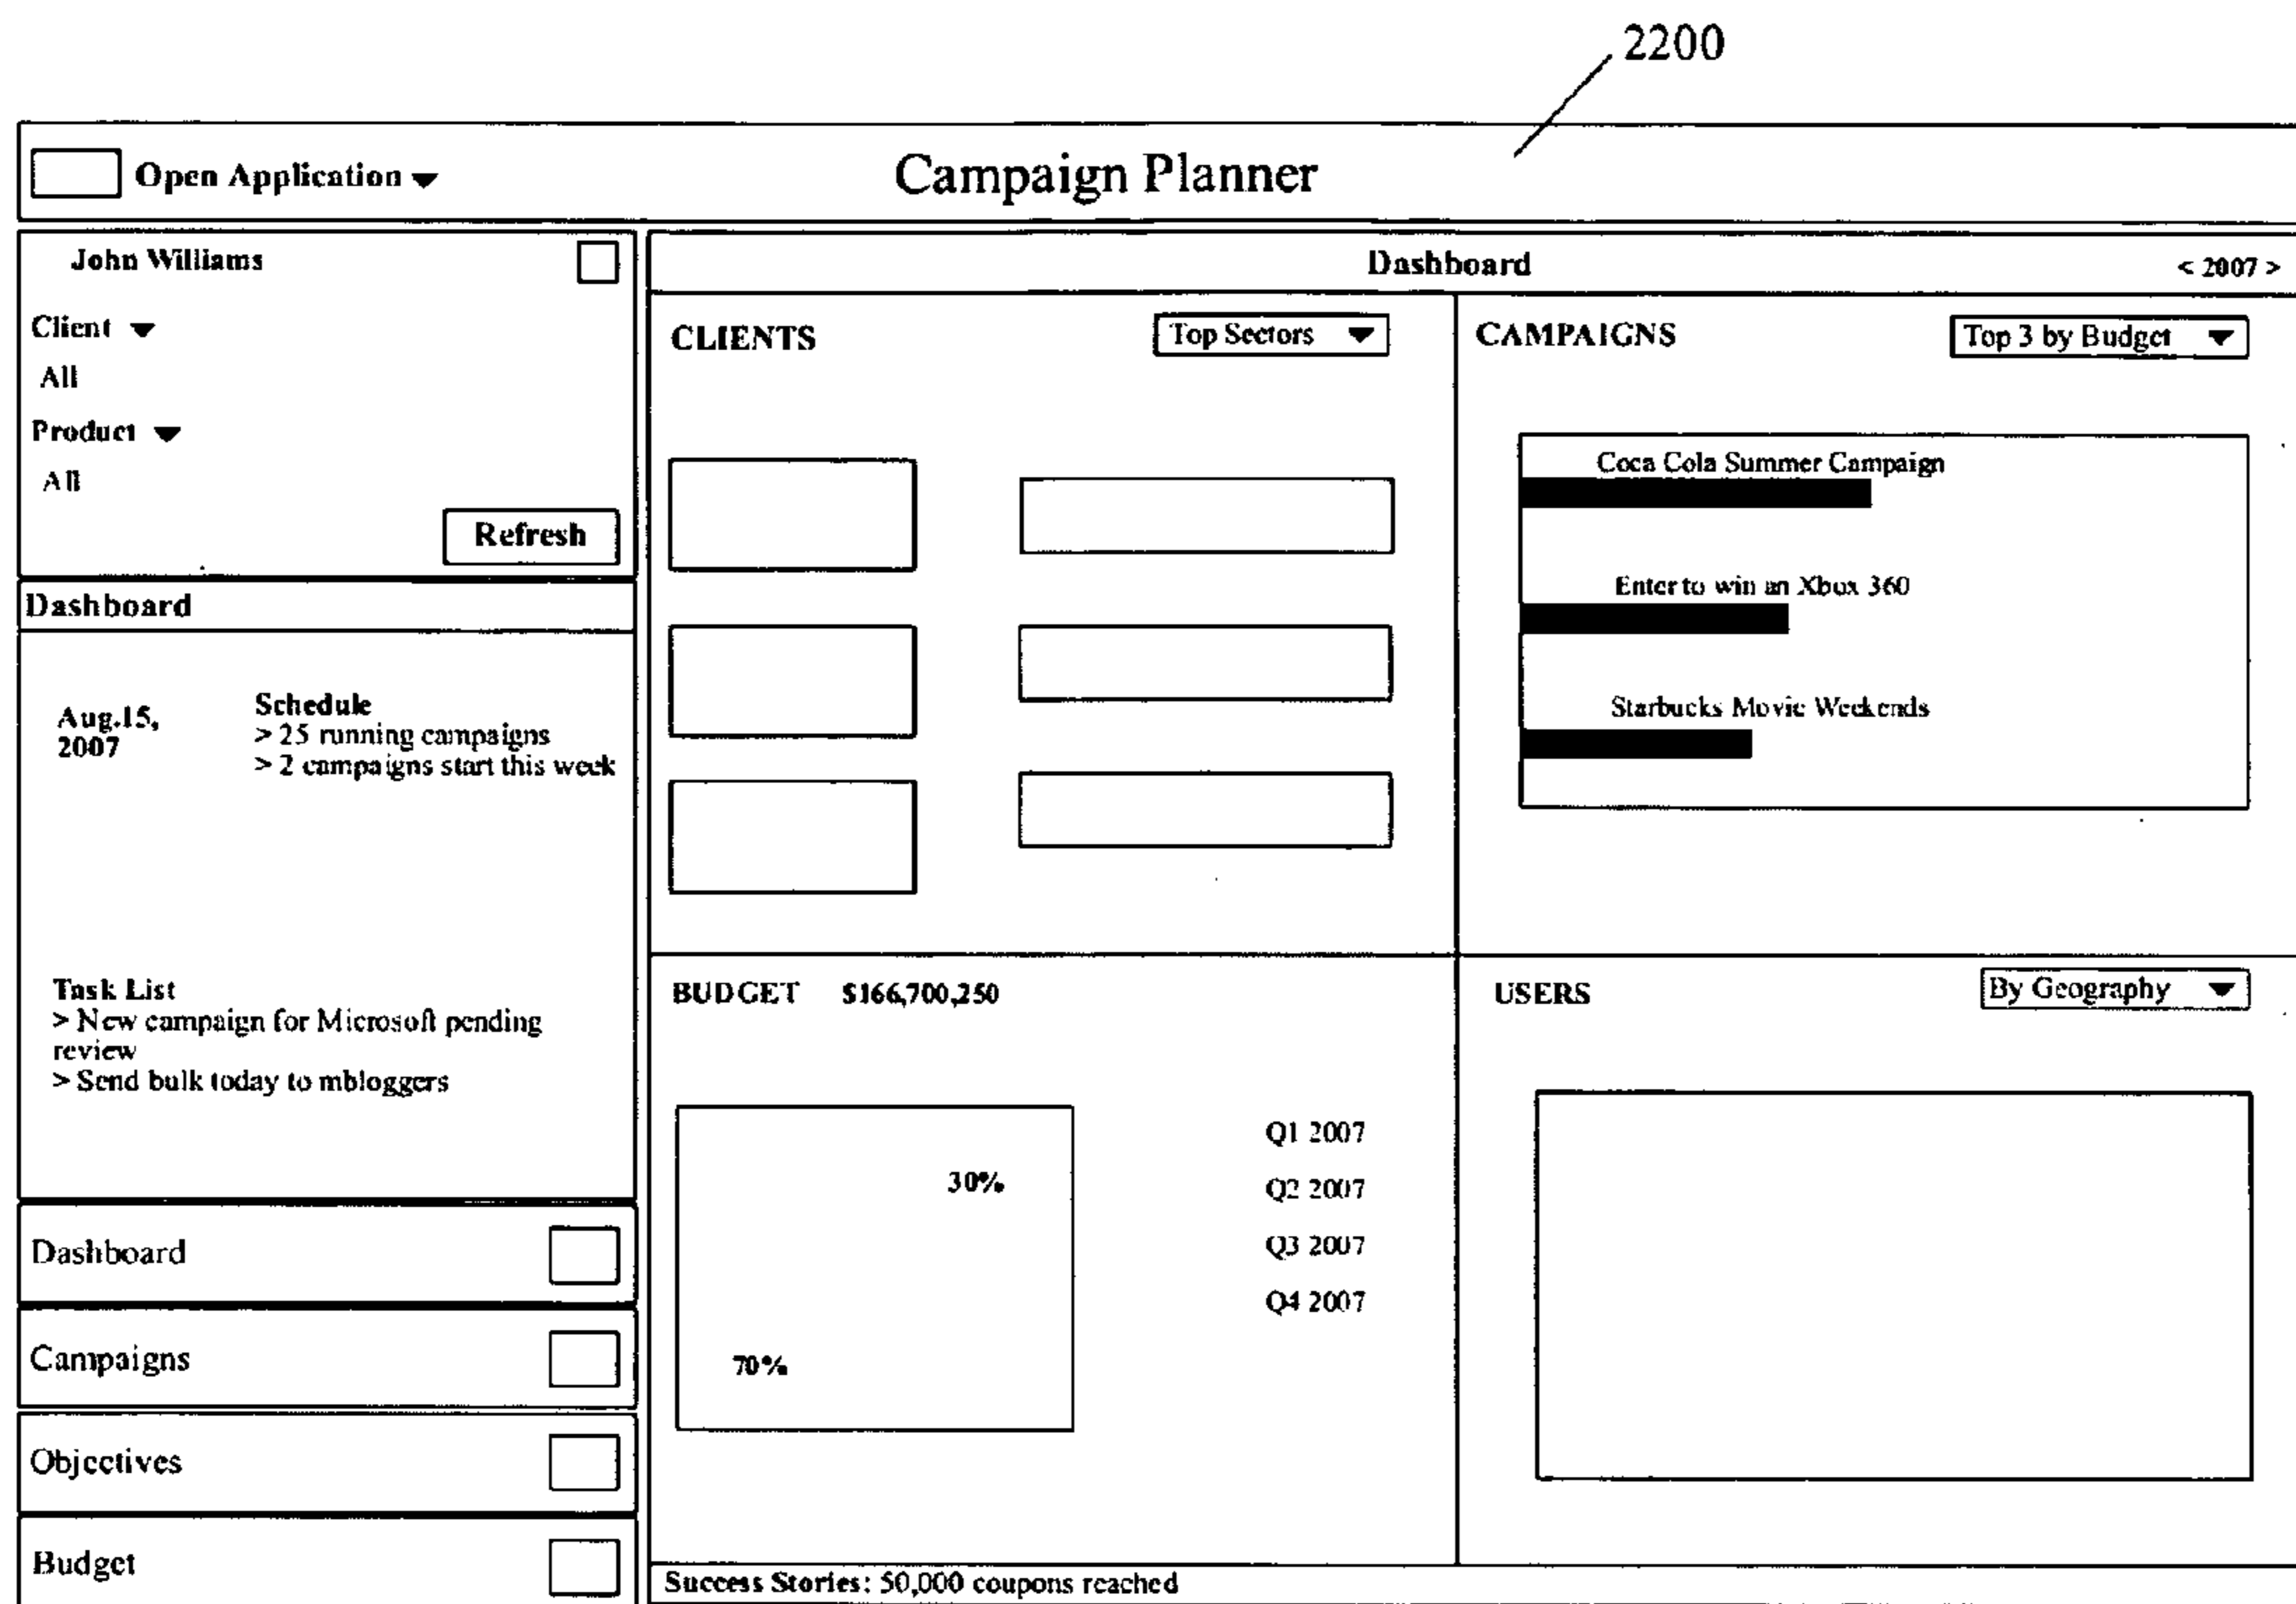 2200
Open Application
Campaign Planner
John Williams
Client
All
Product
All
Refresh
Dashboard
Aug.15,
2007
Schedule
> 25 running campaigns
> 2 campaigns start this week
Task List
> New campaign for Microsoft pending
review
> Send bulk today to mbloggers
Dashboard
Campaigns
Objectives
Budget
Dashboard
< 2007 >
CLIENTS
Top Sectors
CAMPAIGNS
Top 3 by Budget
Coca Cola Summer Campaign
Enter to win an Xbox 360
Starbucks Movie Weekends
BUDGET $166,700,250
30%
70%
Q1 2007
Q2 2007
Q3 2007
Q4 2007
USERS
By Geography
Success Stories: 50,000 coupons reached